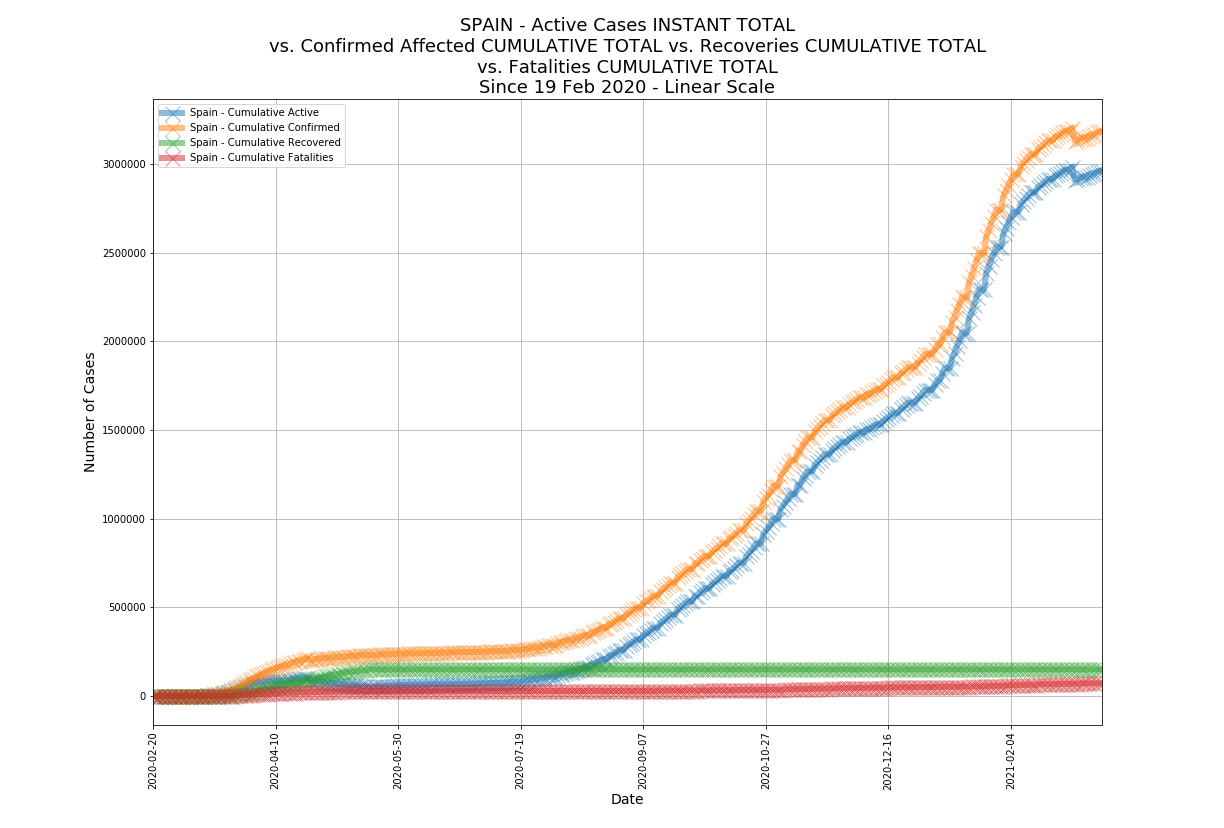 SPAIN - Active Cases INSTANT TOTAL
vs. Confirmed Affected CUMULATIVE TOTAL vs. Recoveries CUMULATIVE TOTAL
vs. Fatalities CUMULATIVE TOTAL
Since 19 Feb 2020 - Linear Scale
Spain - Cumulative Active
Spain - Cumulative Confirmed
Spain - Cumulative Recovered
Spain - Cumulative Fatalities
Number of Cases
3000000
2500000
2000000
1500000
1000000
500000
0
2020-02-20
2020-04-10
2020-05-30
2020-07-19
2020-09-07
2020-10-27
2020-12-16
2021-02-04
Date